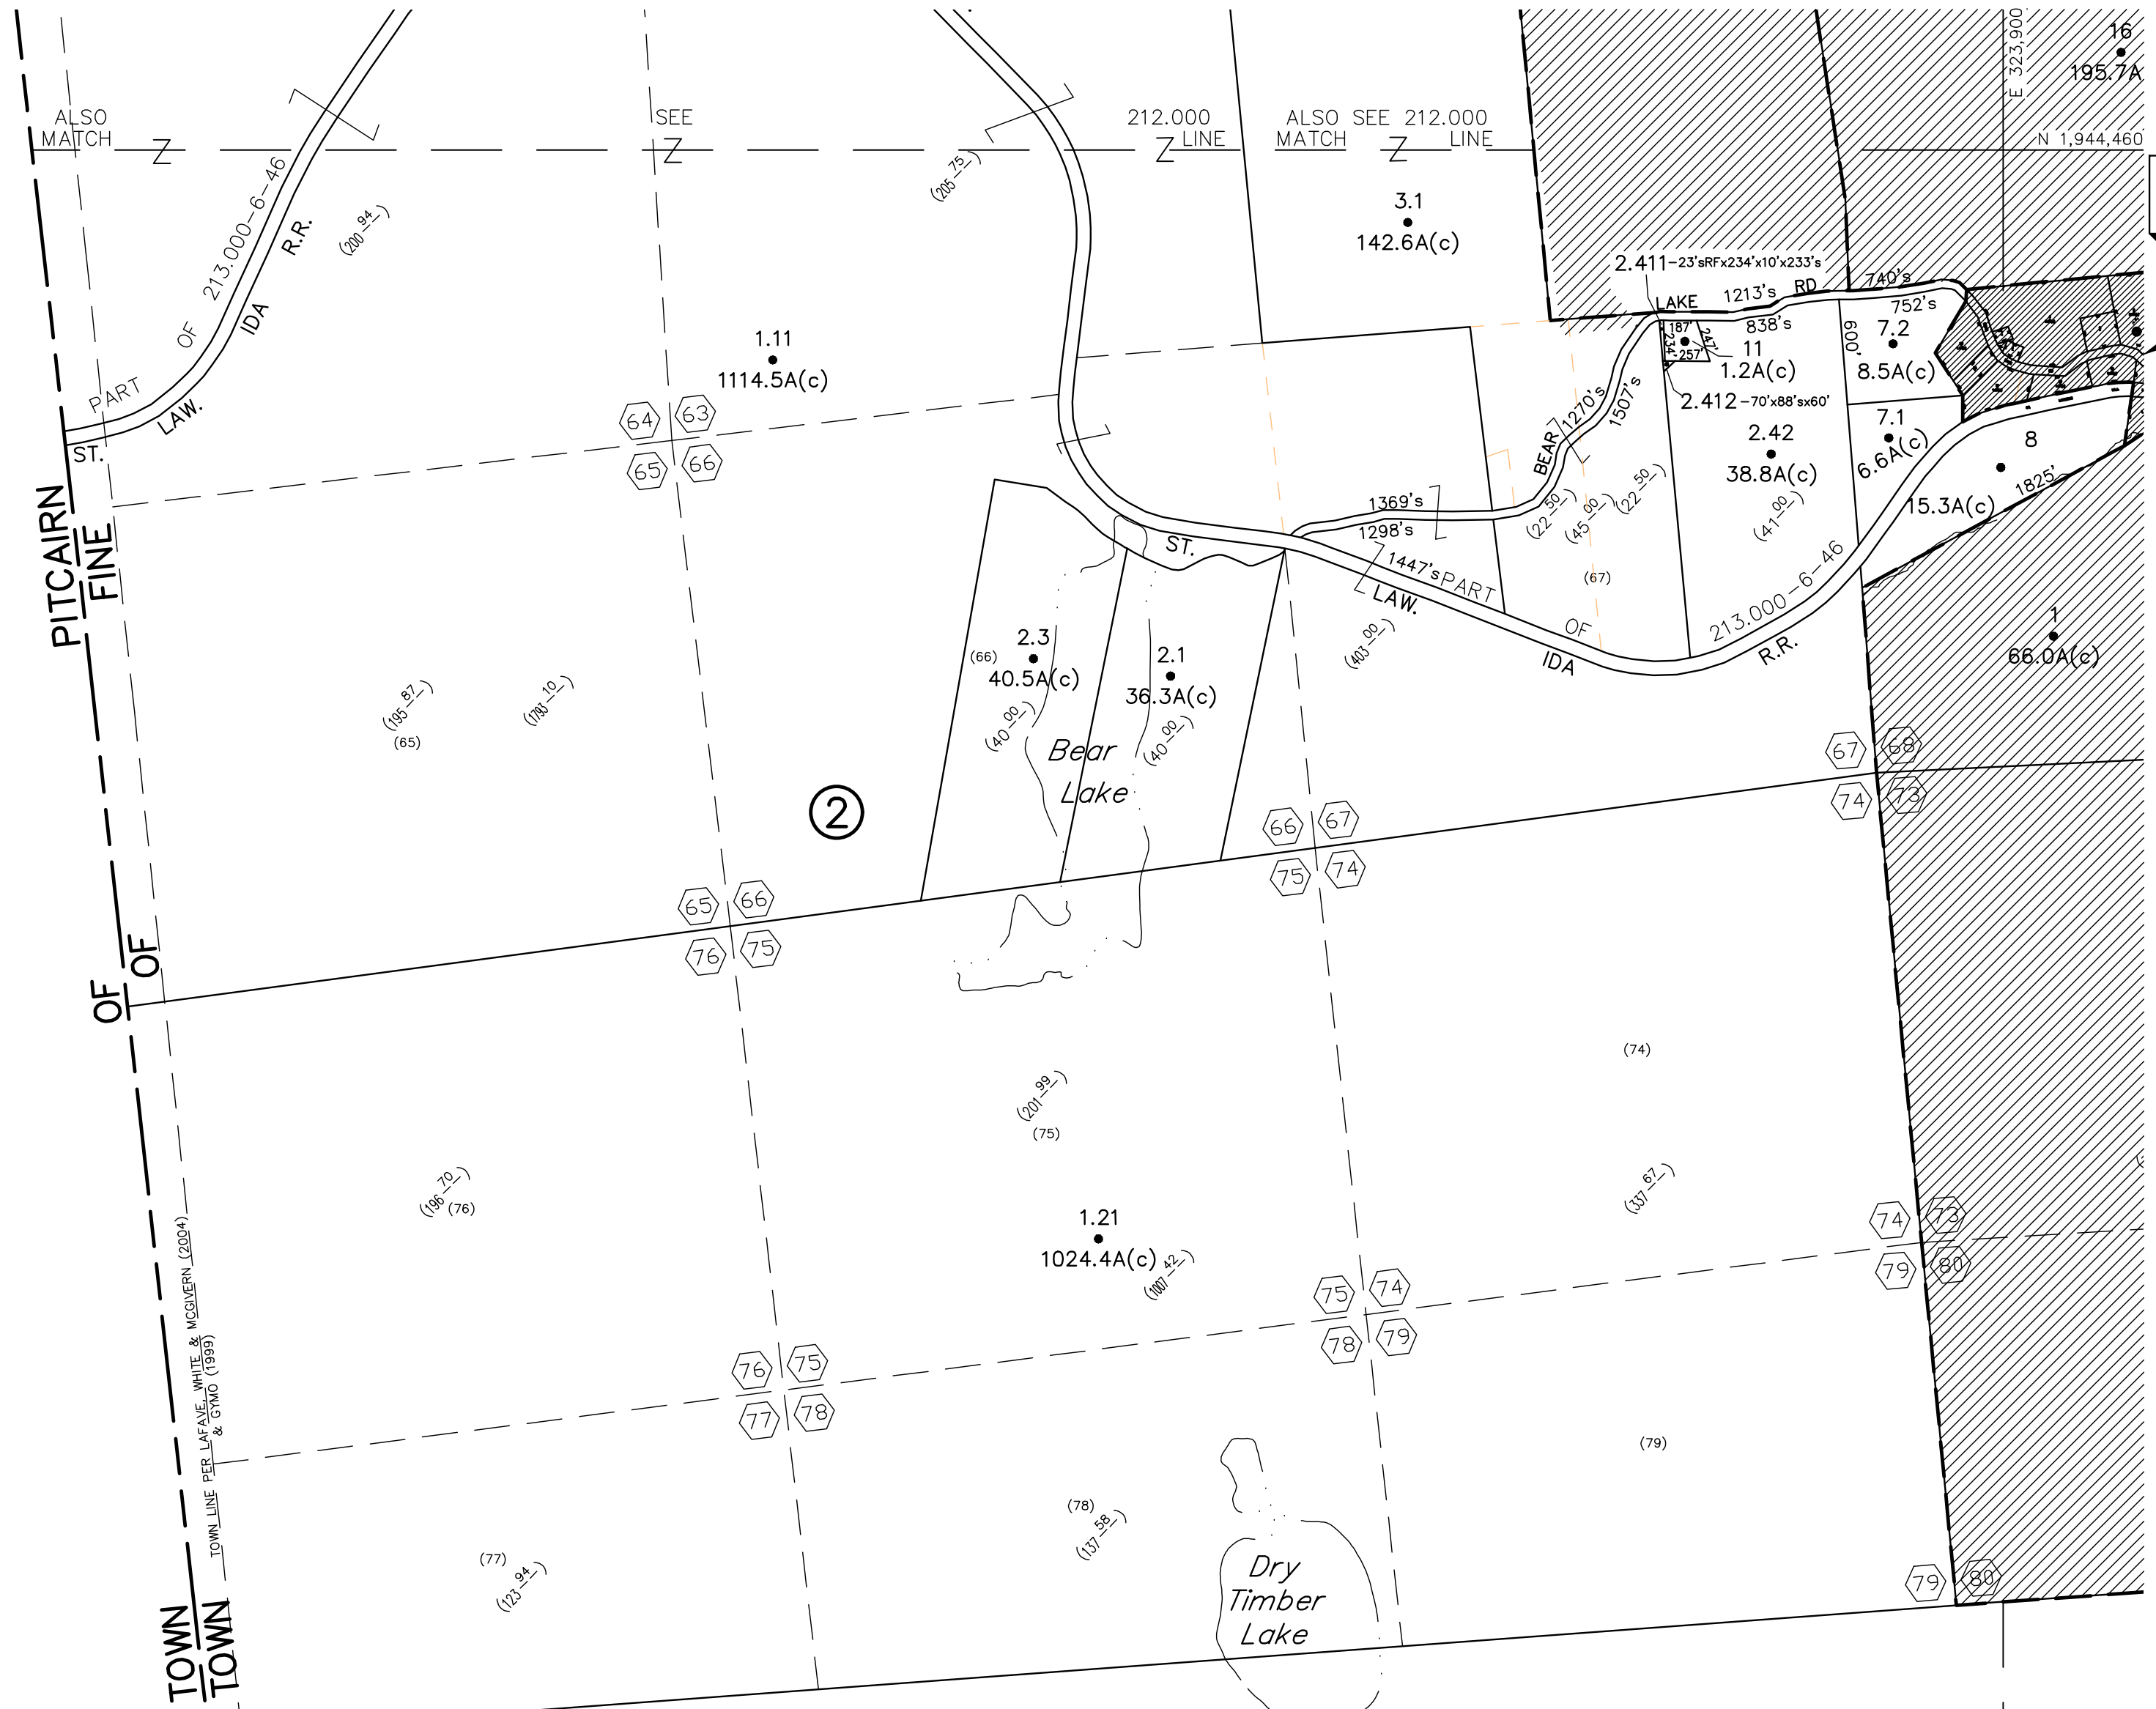 E 323,900
16
195.7A
ALSO
MATCH
Z
SEE
Z
212.000
LINE
Z
ALSO SEE 212.000
MATCH
LINE
Z
N 1,944,460
(205 75)
(200 94)
213.000-6-46
PART OF
ST. LAW. IDA R.R.
3.1
142.6A(c)
2.411-23'sRFx234'x10'x233's
LAKE
1213's
RD
740's
752's
838's
187'
247'
234'
257'
11
1.2A(c)
2.412-70'x88'sx60'
600'
7.2
8.5A(c)
7.1
6.6A(c)
8
15.3A(c)
1825'
2.42
38.8A(c)
(41 00)
1.11
1114.5A(c)
64
63
65
66
BEAR
1270's
1507's
1369's
1298's
(22 50)
(45 00)
(22 50)
(67)
ST.
1447's
PART
OF
213.000-6-46
LAW.
IDA
R.R.
(403 00)
PITCAIRN
FINE
1
66.0A(c)
2.3
(66)
40.5A(c)
(40 00)
2.1
36.3A(c)
(40 00)
Bear
Lake
(195 87)
(65)
(1793 10)
2
67
68
74
73
66
67
75
74
65
66
76
75
OF
OF
(74)
(201 99)
(75)
(196 70)
(76)
(337 67)
1.21
1024.4A(c)
(1007 42)
74
73
79
80
75
74
78
79
76
75
77
78
TOWN LINE PER LAFAVE, WHITE & MCGIVERN (2004)
& GYMO (1999)
(79)
(78)
(137 58)
(77)
(123 94)
Dry
Timber
Lake
79
80
TOWN
TOWN